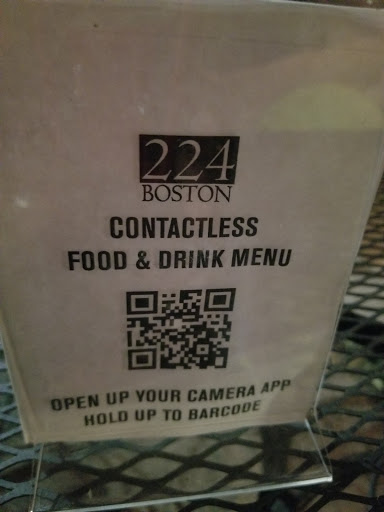 224
BOSTON
CONTACTLESS
FOOD & DRINK MENU
OPEN UP YOUR CAMERA APP
HOLD UP TO BARCODE